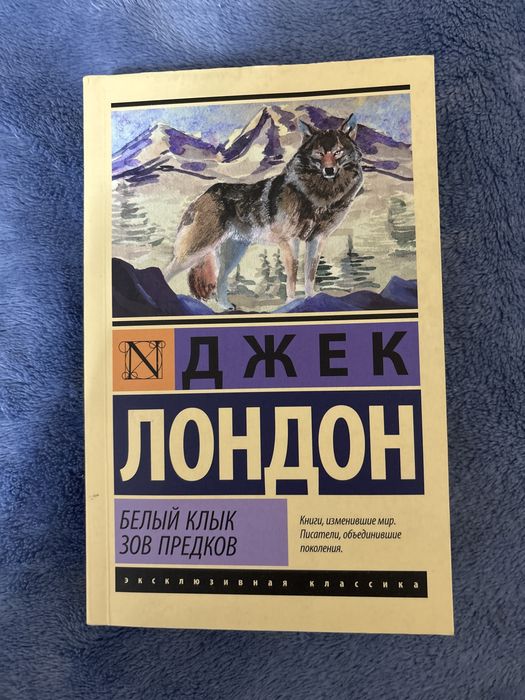 N
ДЖЕК
ЛОНДОН
БЕЛЫЙ КЛЫК
ЗОВ ПРЕДКОВ
Книги, изменившие мир.
Писатели, объединившие
поколения.
эксклюзивная классика